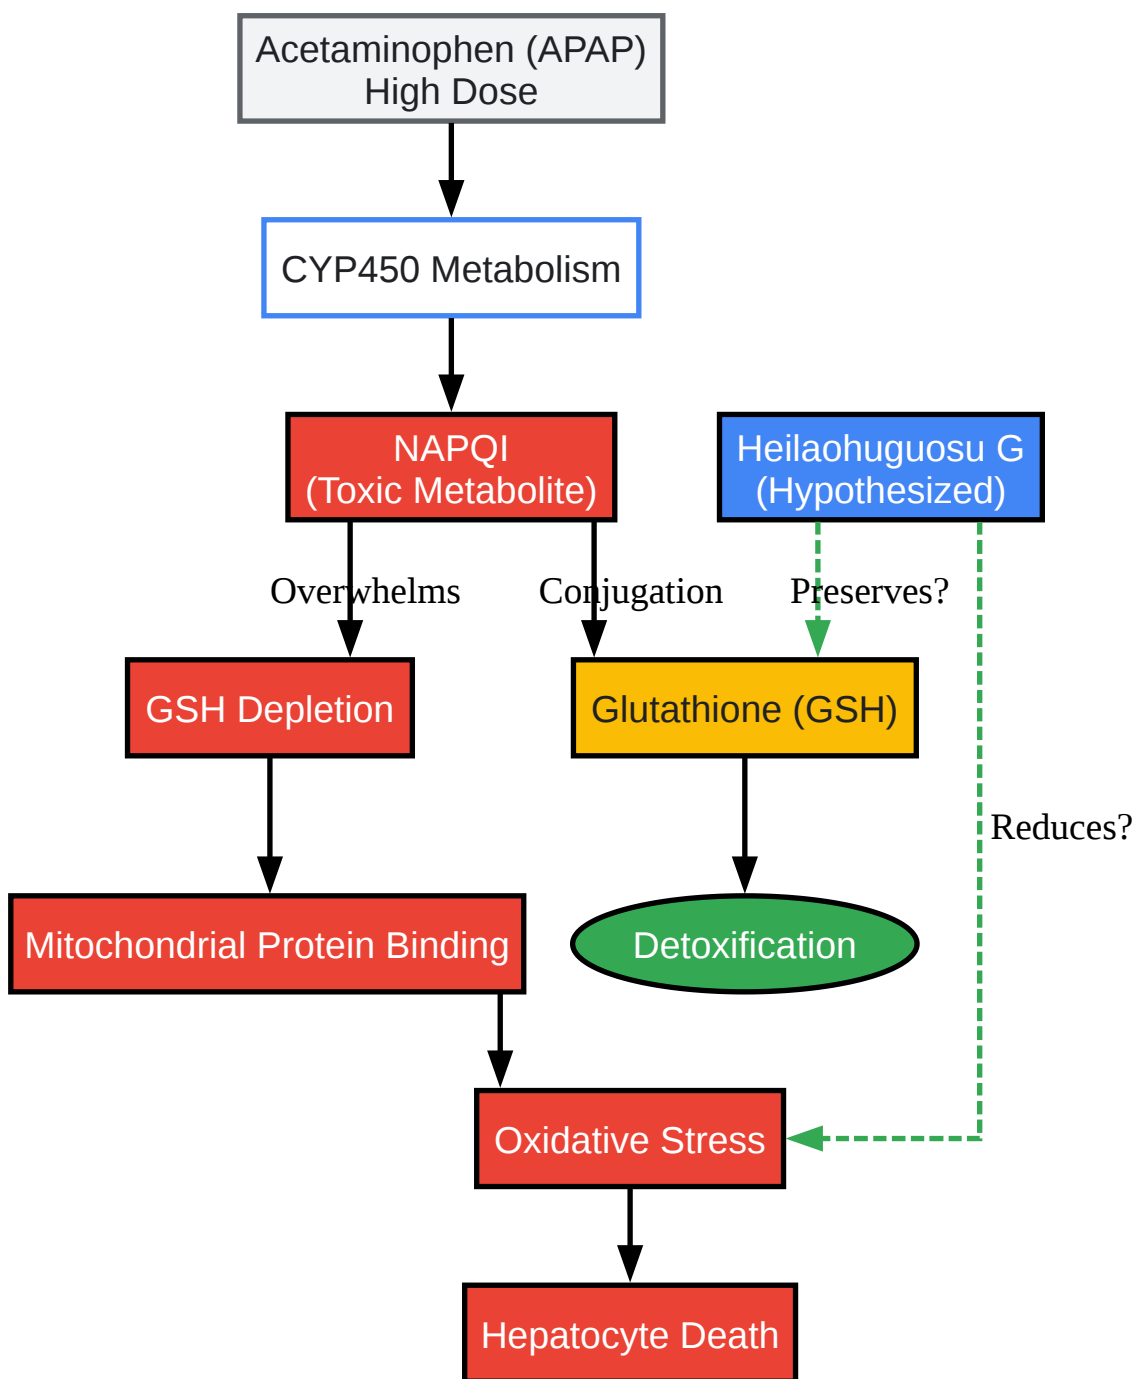 Acetaminophen (APAP)
High Dose
CYP450 Metabolism
NAPQI
(Toxic Metabolite)
Heilaohuguosu G
(Hypothesized)
Overwhelms
Conjugation
Preserves?
GSH Depletion
Glutathione (GSH)
Reduces?
Mitochondrial Protein Binding
Detoxification
Oxidative Stress
Hepatocyte Death